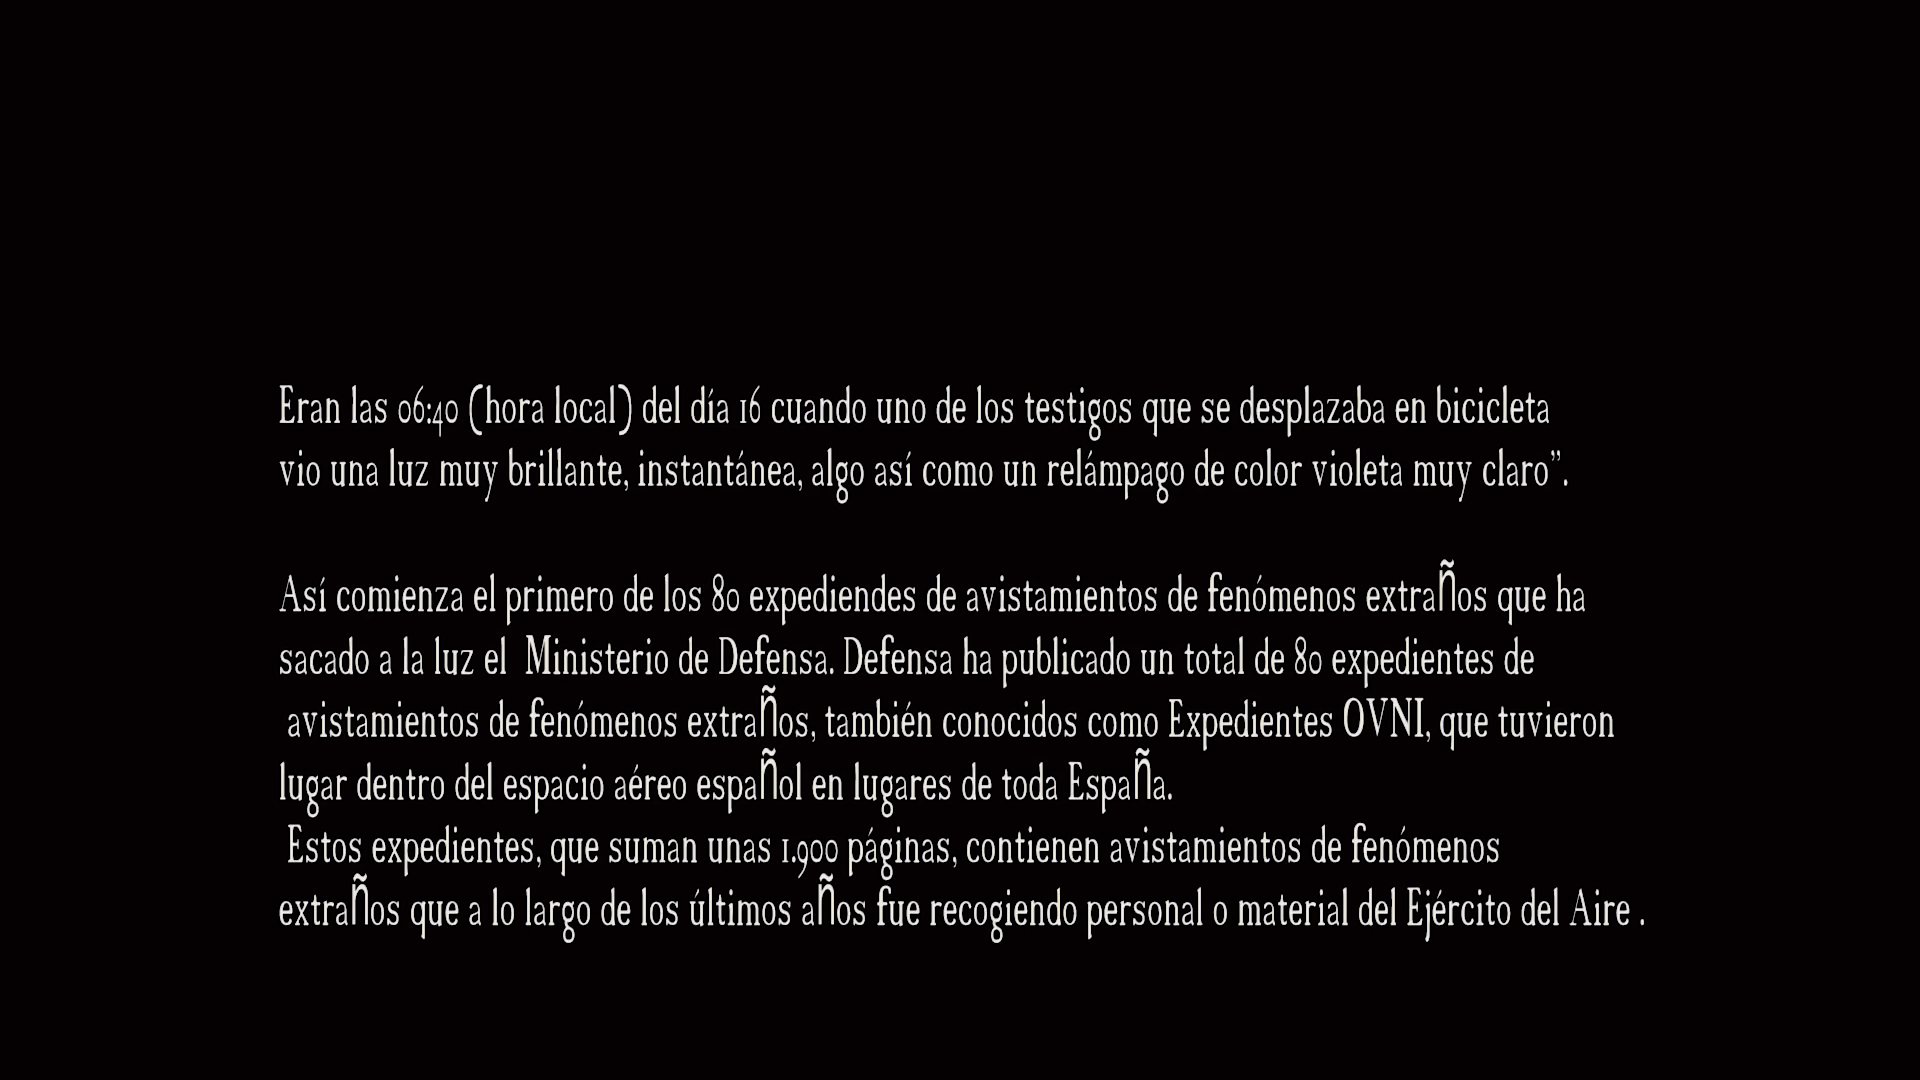 Eran las 06:40 (hora local) del día 16 cuando uno de los testigos que se desplazaba en bicicleta
vio una luz muy brillante, instantánea, algo así como un relámpago de color violeta muy claro”.
Así comienza el primero de los 80 expediendes de avistamientos de fenómenos extraños que ha
sacado a la luz el Ministerio de Defensa. Defensa ha publicado un total de 80 expedientes de
avistamientos de fenómenos extraños, también conocidos como Expedientes OVNI, que tuvieron
lugar dentro del espacio aéreo español en lugares de toda España.
Estos expedientes, que suman unas 1.900 páginas, contienen avistamientos de fenómenos
extraños que a lo largo de los últimos años fue recogiendo personal o material del Ejército del Aire .